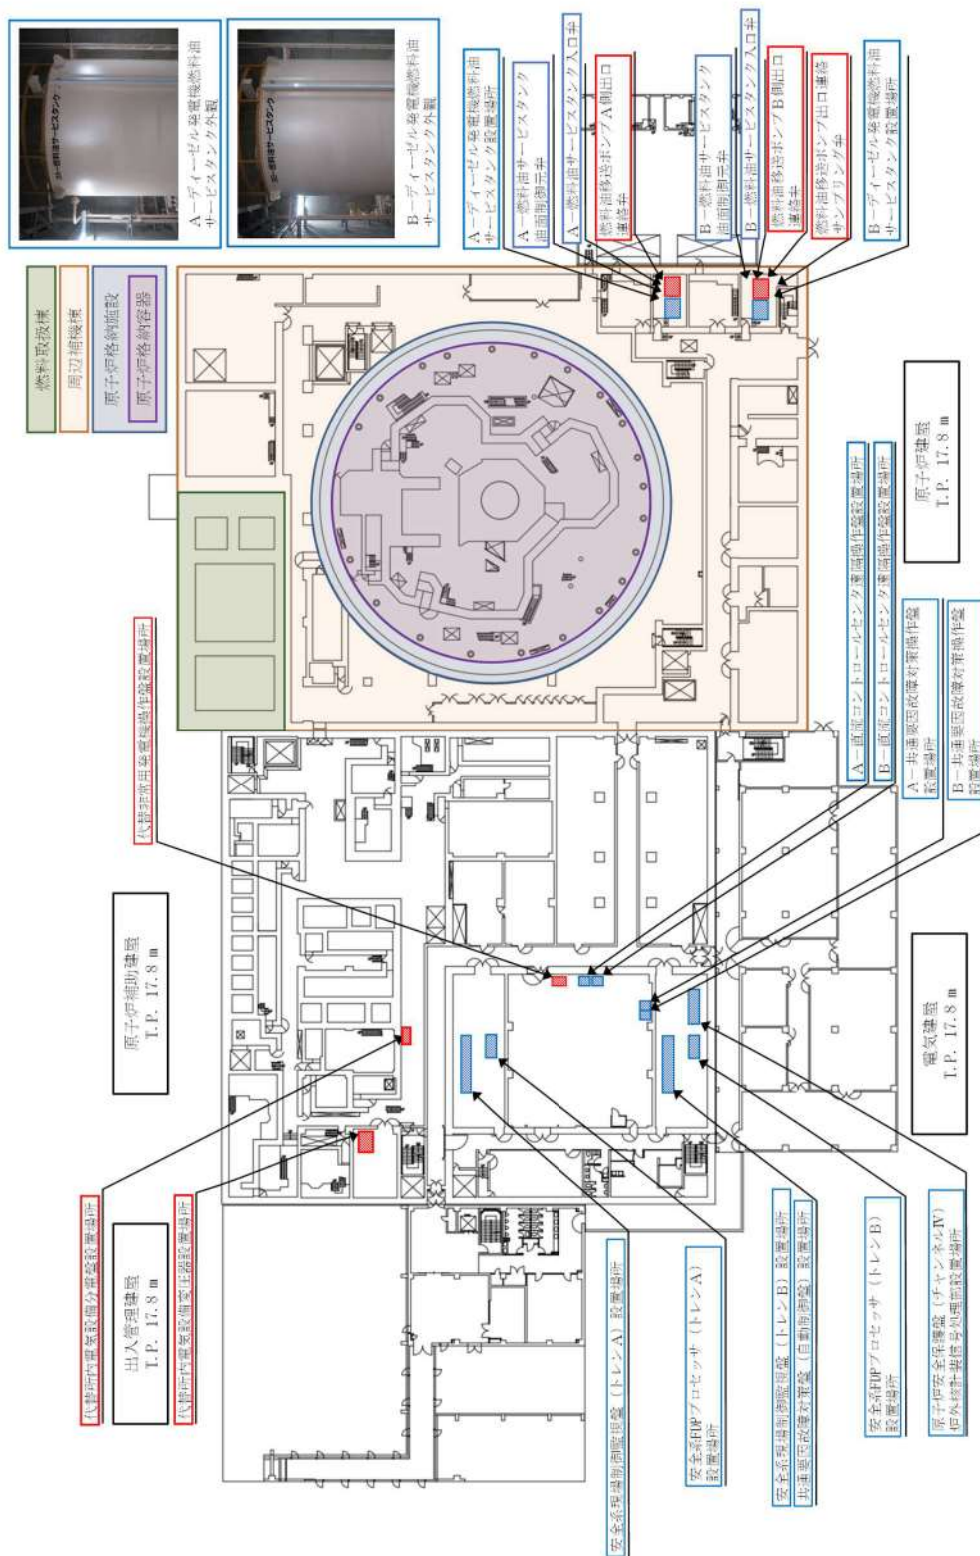 A－ディーゼル発電機燃料油
サービスタンク外観
B－ディーゼル発電機燃料油
サービスタンク外観
燃料取扱棟
周辺補機棟
原子炉格納施設
原子炉格納容器
A－ディーゼル発電機燃料油
サービスタンク設置場所
A－燃料油サービスタンク
油面制御元弁
A－燃料油サービスタンク入口弁
燃料油移送ポンプA側出口
連絡弁
B－燃料油サービスタンク
油面制御元弁
B－燃料油サービスタンク入口弁
燃料油移送ポンプB側出口
連絡弁
燃料油移送ポンプ出口連絡
サンプリング弁
B－ディーゼル発電機燃料油
サービスタンク設置場所
代替非常用発電機操作盤設置場所
原子炉建屋
T.P. 17.8 m
A－直流コントロールセンタ遠隔操作盤設置場所
B－直流コントロールセンタ遠隔操作盤設置場所
A－共通要因故障対策操作盤
設置場所
B－共通要因故障対策操作盤
設置場所
原子炉補助建屋
T.P. 17.8 m
電気建屋
T.P. 17.8 m
代替所内電気設備分電盤設置場所
出入管理建屋
T.P. 17.8 m
代替所内電気設備変圧器設置場所
安全系現場制御監視盤（トレンA）設置場所
安全系FDPプロセッサ（トレンA）
設置場所
安全系現場制御監視盤（トレンB）設置場所
共通要因故障対策盤（自動制御盤）設置場所
安全系FDPプロセッサ（トレンB）
設置場所
原子炉安全保護盤（チャンネルⅣ）
炉外核計装信号処理部設置場所